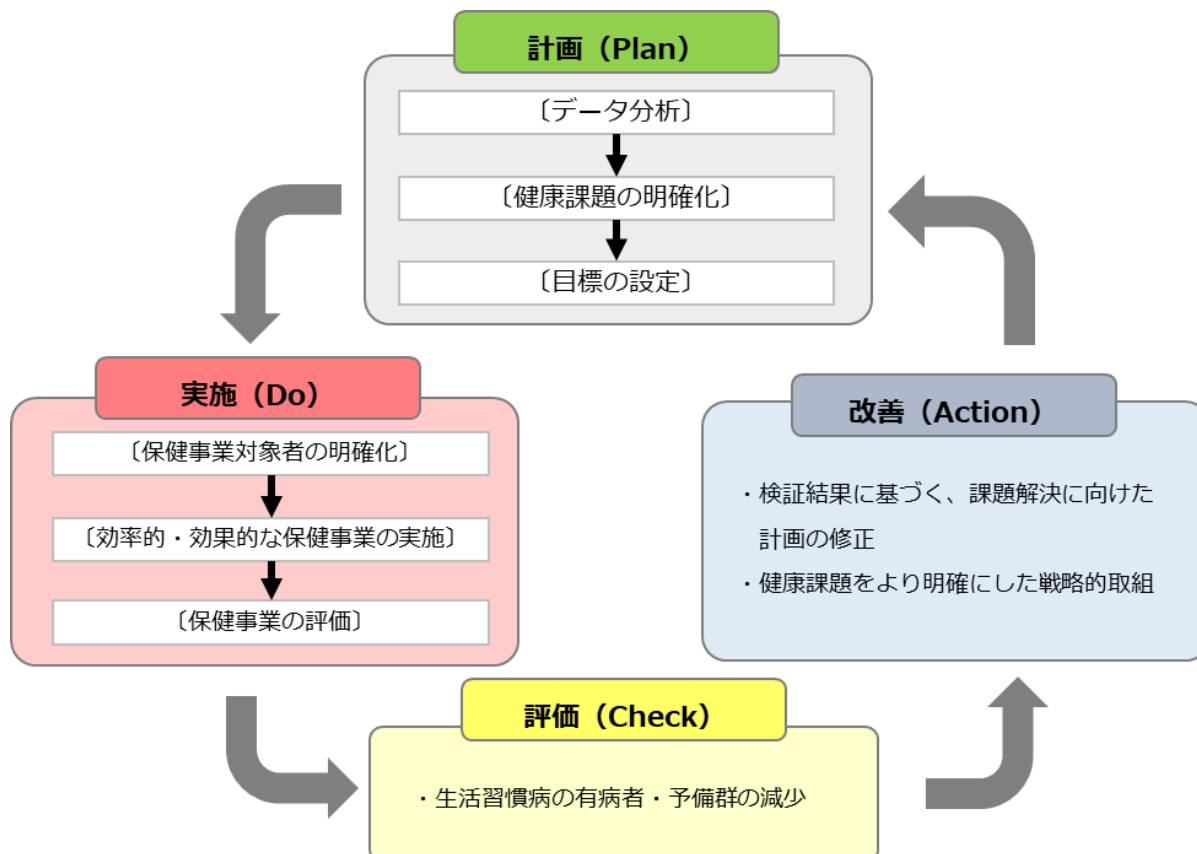 計画（Plan）
〔データ分析〕
〔健康課題の明確化〕
〔目標の設定〕
実施（Do）
〔保健事業対象者の明確化〕
〔効率的・効果的な保健事業の実施〕
〔保健事業の評価〕
評価（Check）
・生活習慣病の有病者・予備群の減少
改善（Action）
・検証結果に基づく、課題解決に向けた
計画の修正
・健康課題をより明確にした戦略的取組